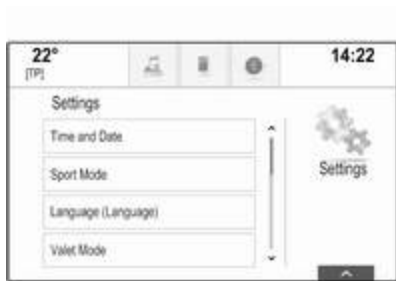 22°
[TP]
14:22
Settings
Time and Date
Sport Mode
Language (Language)
Valet Mode
Settings